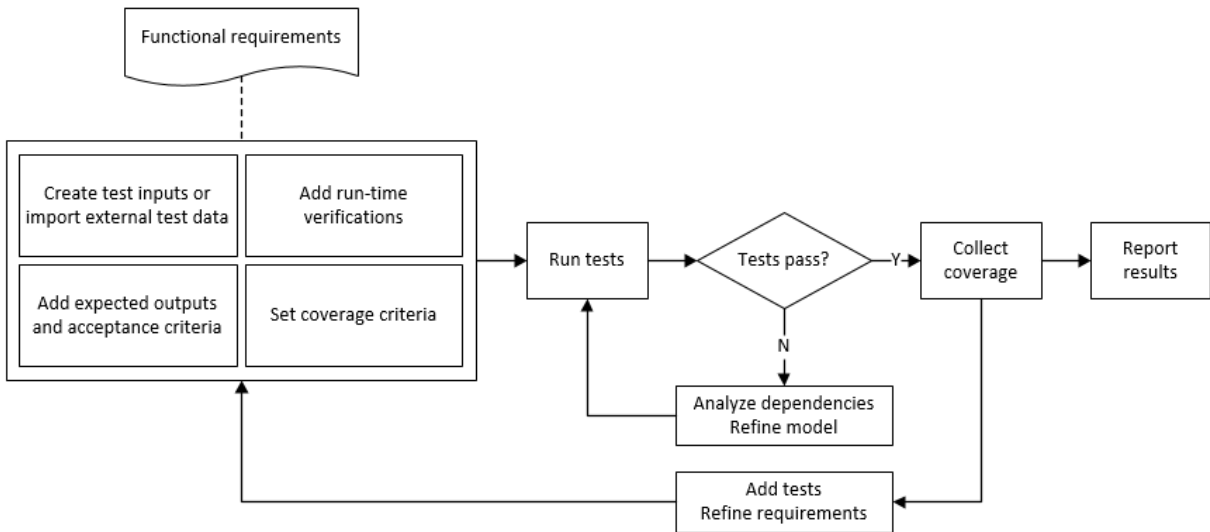 Functional requirements
Create test inputs or
import external test data
Add run-time
verifications
Add expected outputs
and acceptance criteria
Set coverage criteria
Run tests
Tests pass?
Y
Collect
coverage
Report
results
N
Analyze dependencies
Refine model
Add tests
Refine requirements